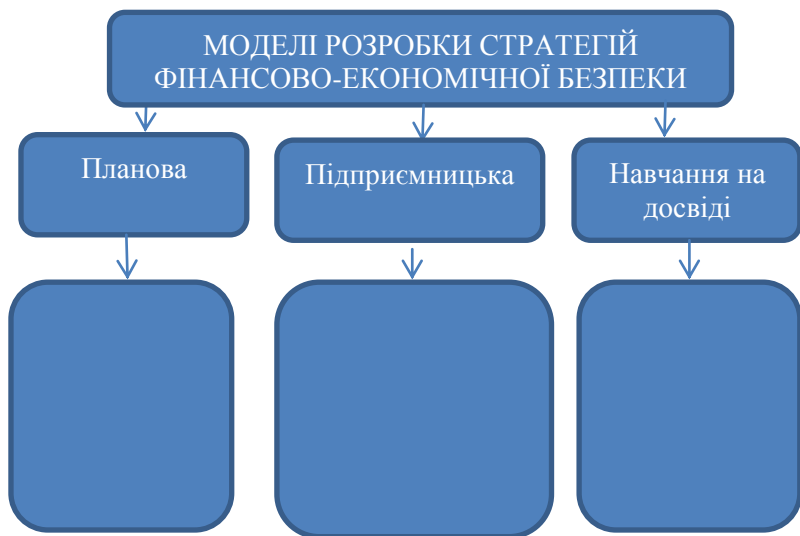 МОДЕЛІ РОЗРОБКИ СТРАТЕГІЙ
ФІНАНСОВО-ЕКОНОМІЧНОЇ БЕЗПЕКИ
Планова
Підприємницька
Навчання на
досвіді